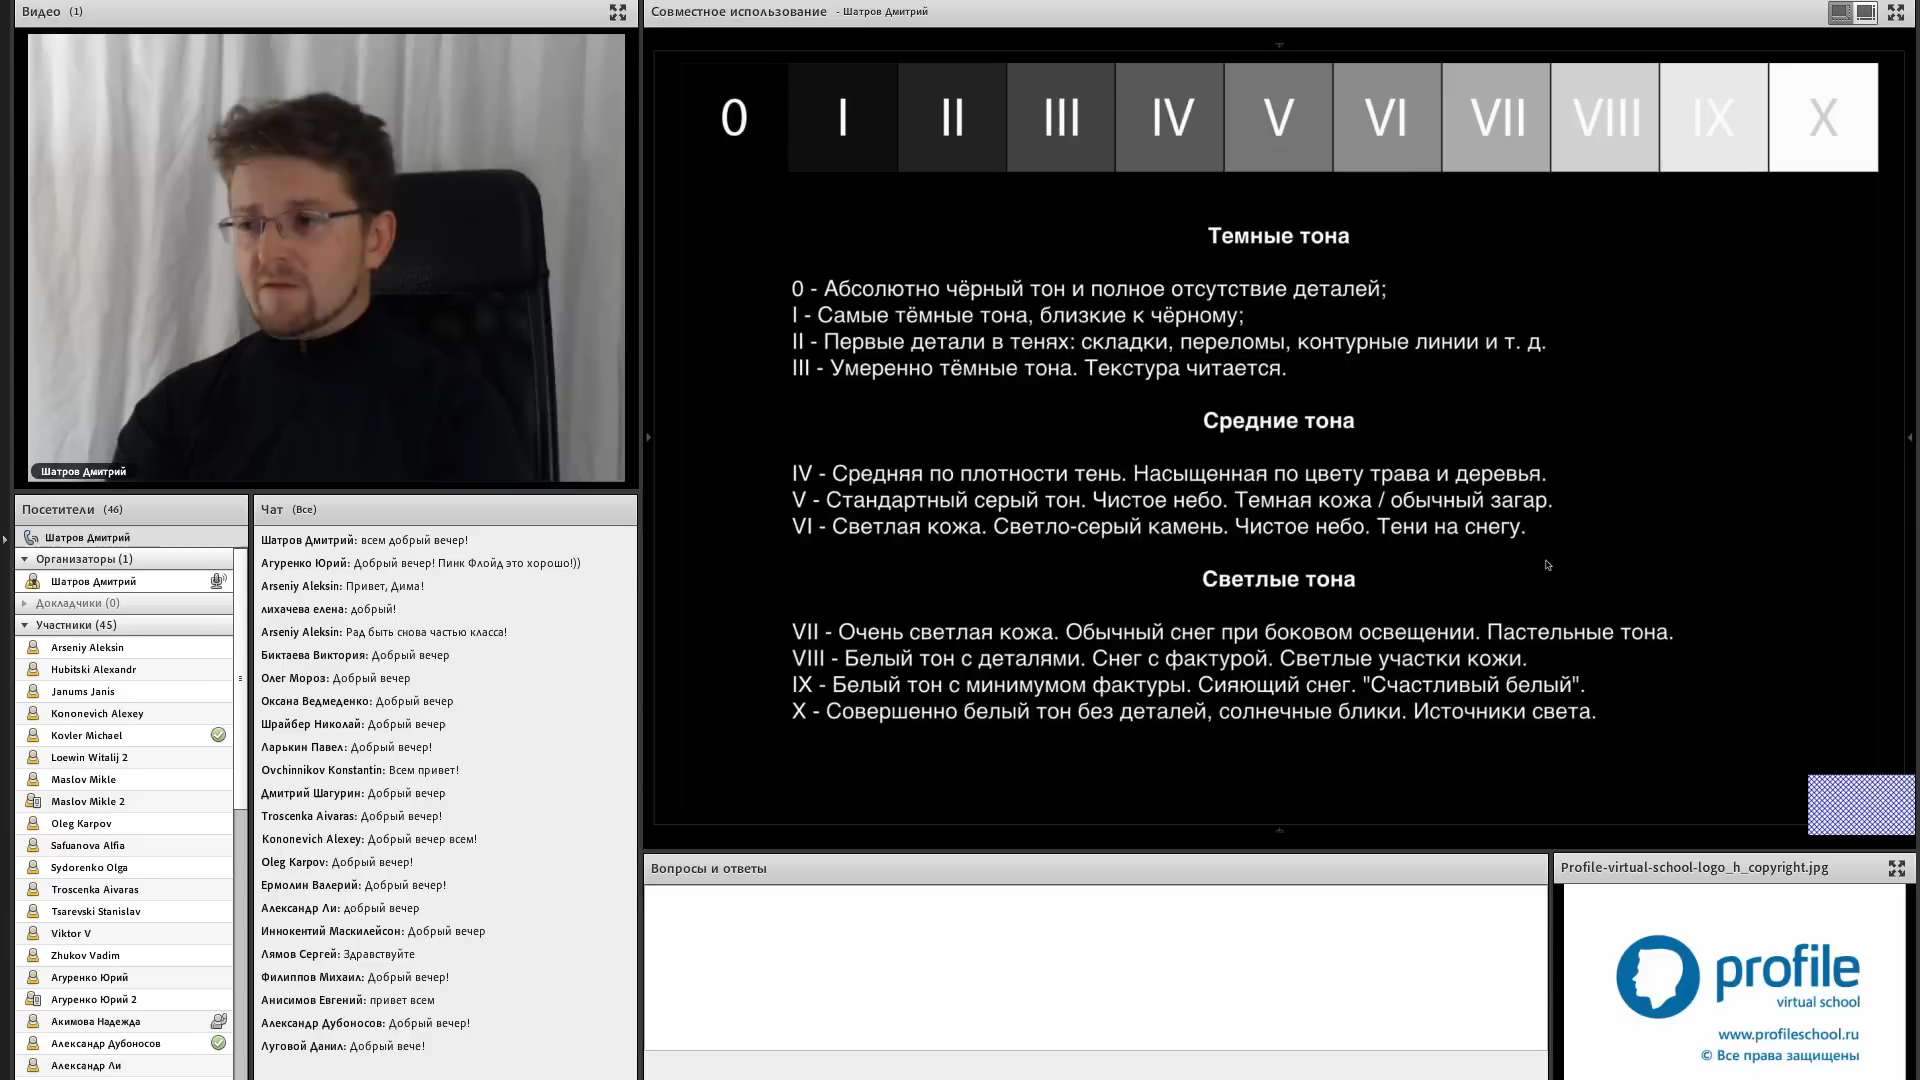 Видео (1)
Шатров Дмитрий
Посетители (46)
Шатров Дмитрий
Организаторы (1)
Шатров Дмитрий
Докладчики (0)
Участники (45)
Arseniy Aleksin
Hubitski Alexandr
Janums Janis
Kononevich Alexey
Kovler Michael
Loewin Witalij 2
Maslov Mikle
Maslov Mikle 2
Oleg Karpov
Safuanova Alfia
Sydorenko Olga
Troscenka Aivaras
Tsarevski Stanislav
Viktor V
Zhukov Vadim
Агуренко Юрий
Агуренко Юрий 2
Акимова Надежда
Александр Дубоносов
Александр Ли
Чат (Все)
Шатров Дмитрий: всем добрый вечер!
Агуренко Юрий: Добрый вечер! Пинк Флойд это хорошо!))
Arseniy Aleksin: Привет, Дима!
лихачева елена: добрый!
Arseniy Aleksin: Рад быть снова частью класса!
Биктаева Виктория: Добрый вечер
Олег Мороз: Добрый вечер
Оксана Ведмеденко: Добрый вечер
Шрайбер Николай: Добрый вечер
Ларькин Павел: Добрый вечер!
Ovchinnikov Konstantin: Всем привет!
Дмитрий Шагурин: Добрый вечер
Troscenka Aivaras: Добрый вечер!
Kononevich Alexey: Добрый вечер всем!
Oleg Karpov: Добрый вечер!
Ермолин Валерий: Добрый вечер!
Александр Ли: добрый вечер
Иннокентий Маскилейсон: Добрый вечер
Лямов Сергей: Здравствуйте
Филиппов Михаил: Добрый вечер!
Анисимов Евгений: привет всем
Александр Дубоносов: Добрый вечер!
Луговой Данил: Добрый вече!
Совместное использование - Шатров Дмитрий
0 I II III IV V VI VII VIII IX X
Темные тона
0 - Абсолютно чёрный тон и полное отсутствие деталей;
I - Самые тёмные тона, близкие к чёрному;
II - Первые детали в тенях: складки, переломы, контурные линии и т. д.
III - Умеренно тёмные тона. Текстура читается.
Средние тона
IV - Средняя по плотности тень. Насыщенная по цвету трава и деревья.
V - Стандартный серый тон. Чистое небо. Темная кожа / обычный загар.
VI - Светлая кожа. Светло-серый камень. Чистое небо. Тени на снегу.
Светлые тона
VII - Очень светлая кожа. Обычный снег при боковом освещении. Пастельные тона.
VIII - Белый тон с деталями. Снег с фактурой. Светлые участки кожи.
IX - Белый тон с минимумом фактуры. Сияющий снег. "Счастливый белый".
X - Совершенно белый тон без деталей, солнечные блики. Источники света.
Вопросы и ответы
Profile-virtual-school-logo_h_copyright.jpg
profile
virtual school
www.profileschool.ru
© Все права защищены